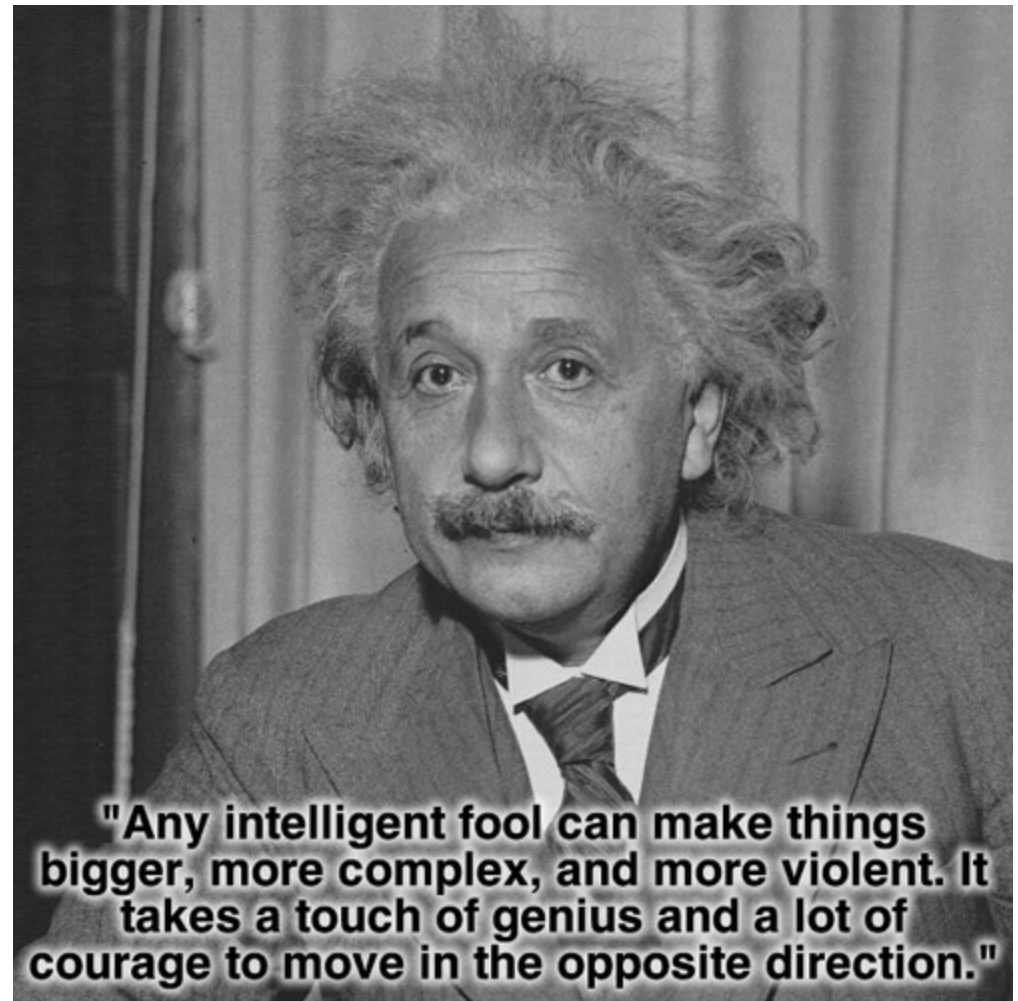 "Any intelligent fool can make things
bigger, more complex, and more violent. It
takes a touch of genius and a lot of
courage to move in the opposite direction."